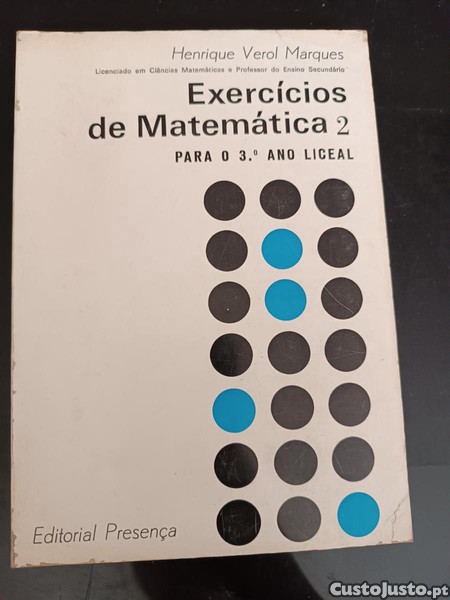 Henrique Verol Marques
Licenciado em Ciências Matemáticas e Professor do Ensino Secundário
Exercícios
de Matemática 2
PARA O 3.º ANO LICEAL
Editorial Presença
CustoJusto.pt